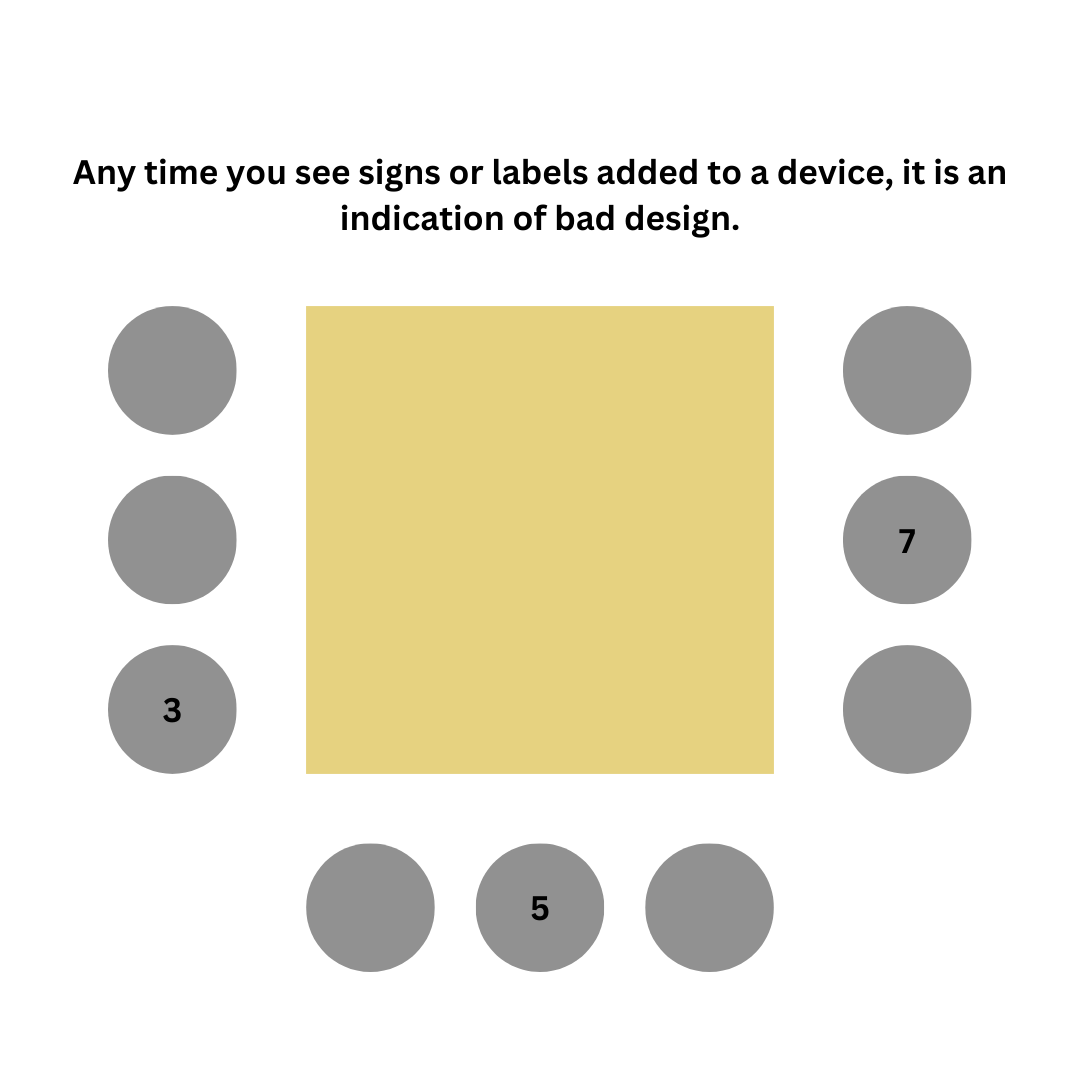 Any time you see signs or labels added to a device, it is an
indication of bad design.
7
3
5